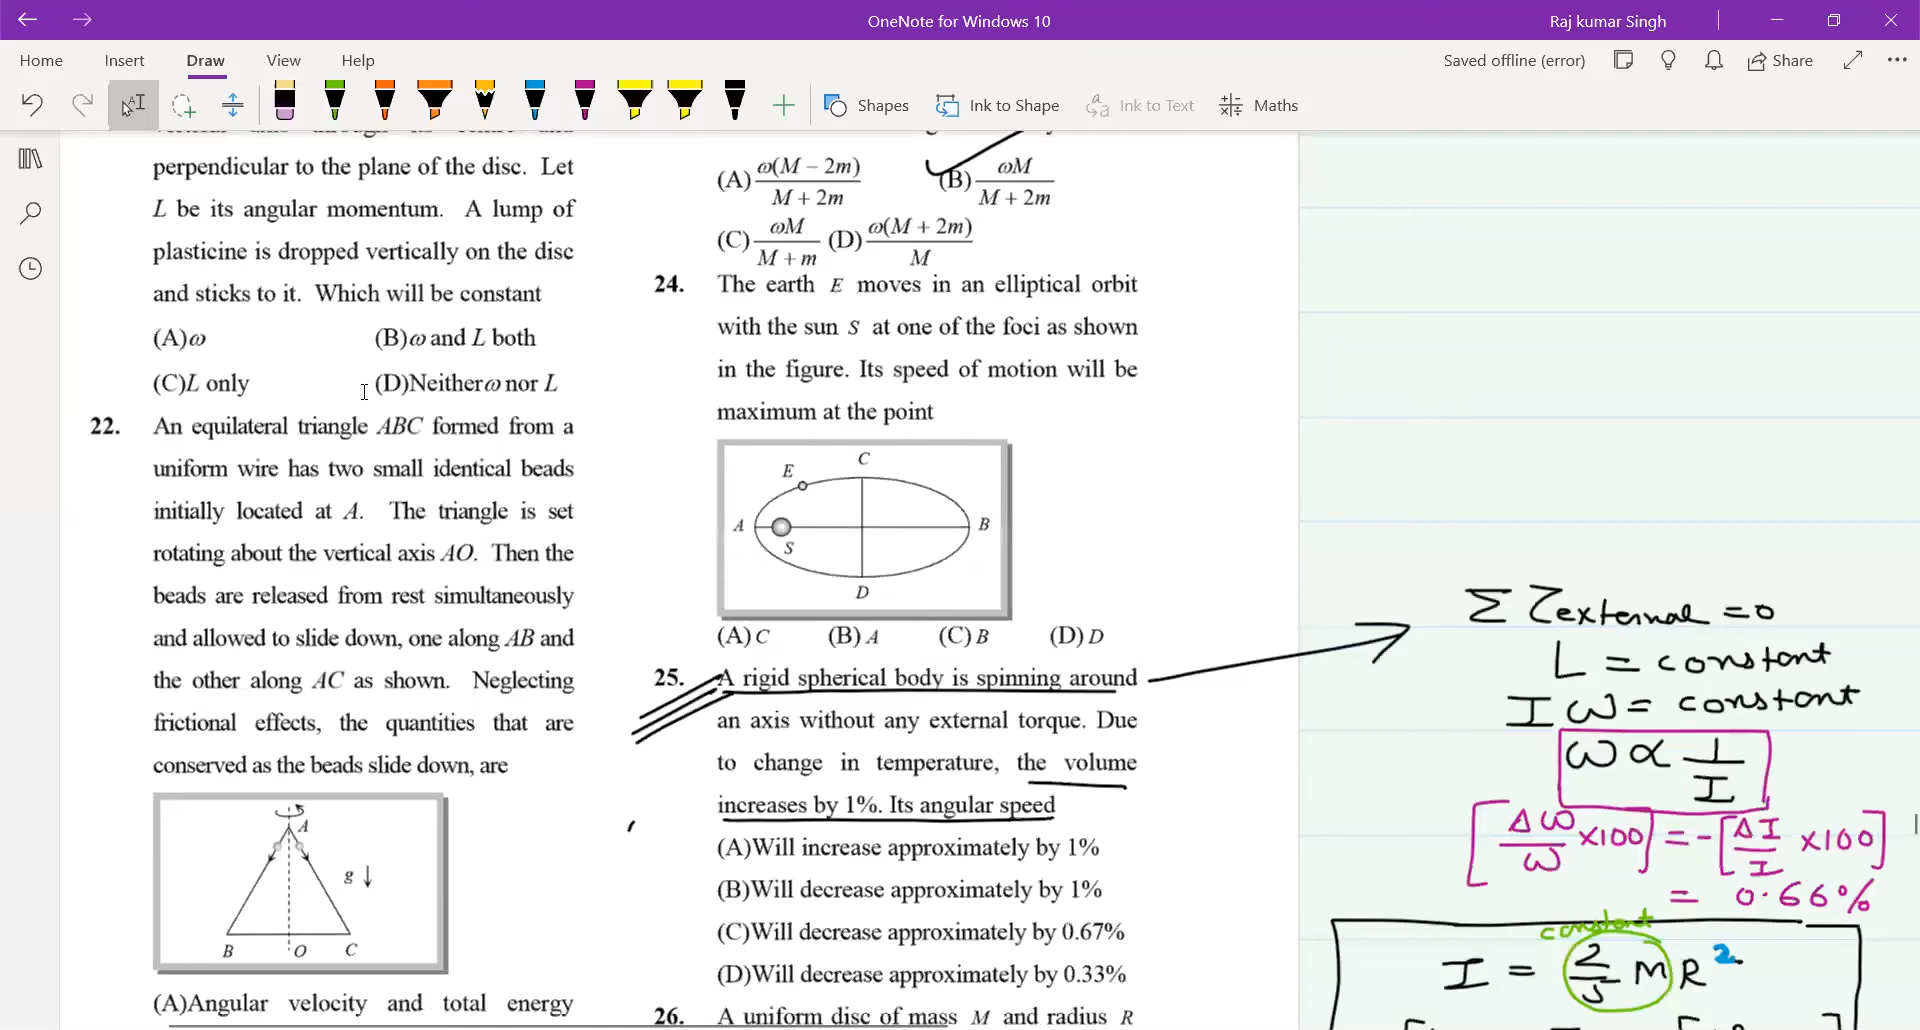 OneNote for Windows 10
Raj kumar Singh
Home Insert Draw View Help
Saved offline (error)
Share
Shapes
Ink to Shape
Ink to Text
Maths
perpendicular to the plane of the disc. Let
L be its angular momentum. A lump of
plasticine is dropped vertically on the disc
and sticks to it. Which will be constant
(A)ω (B)ω and L both
(C)L only (D)Neither ω nor L
22. An equilateral triangle ABC formed from a
uniform wire has two small identical beads
initially located at A. The triangle is set
rotating about the vertical axis AO. Then the
beads are released from rest simultaneously
and allowed to slide down, one along AB and
the other along AC as shown. Neglecting
frictional effects, the quantities that are
conserved as the beads slide down, are
A
g ↓
B O C
(A)Angular velocity and total energy
(A) ω(M − 2m) / M + 2m (B) ωM / M + 2m
(C) ωM / M + m (D) ω(M + 2m) / M
24. The earth E moves in an elliptical orbit
with the sun S at one of the foci as shown
in the figure. Its speed of motion will be
maximum at the point
C
E
A S B
D
(A) C (B) A (C) B (D) D
25. A rigid spherical body is spinning around
an axis without any external torque. Due
to change in temperature, the volume
increases by 1%. Its angular speed
(A)Will increase approximately by 1%
(B)Will decrease approximately by 1%
(C)Will decrease approximately by 0.67%
(D)Will decrease approximately by 0.33%
26. A uniform disc of mass M and radius R
Σ τexternal = 0
L = constant
I ω = constant
ω ∝ 1/I
[Δω/ω ×100] = −[ΔI/I ×100]
= 0.66%
constant
I = 2/5 M R²